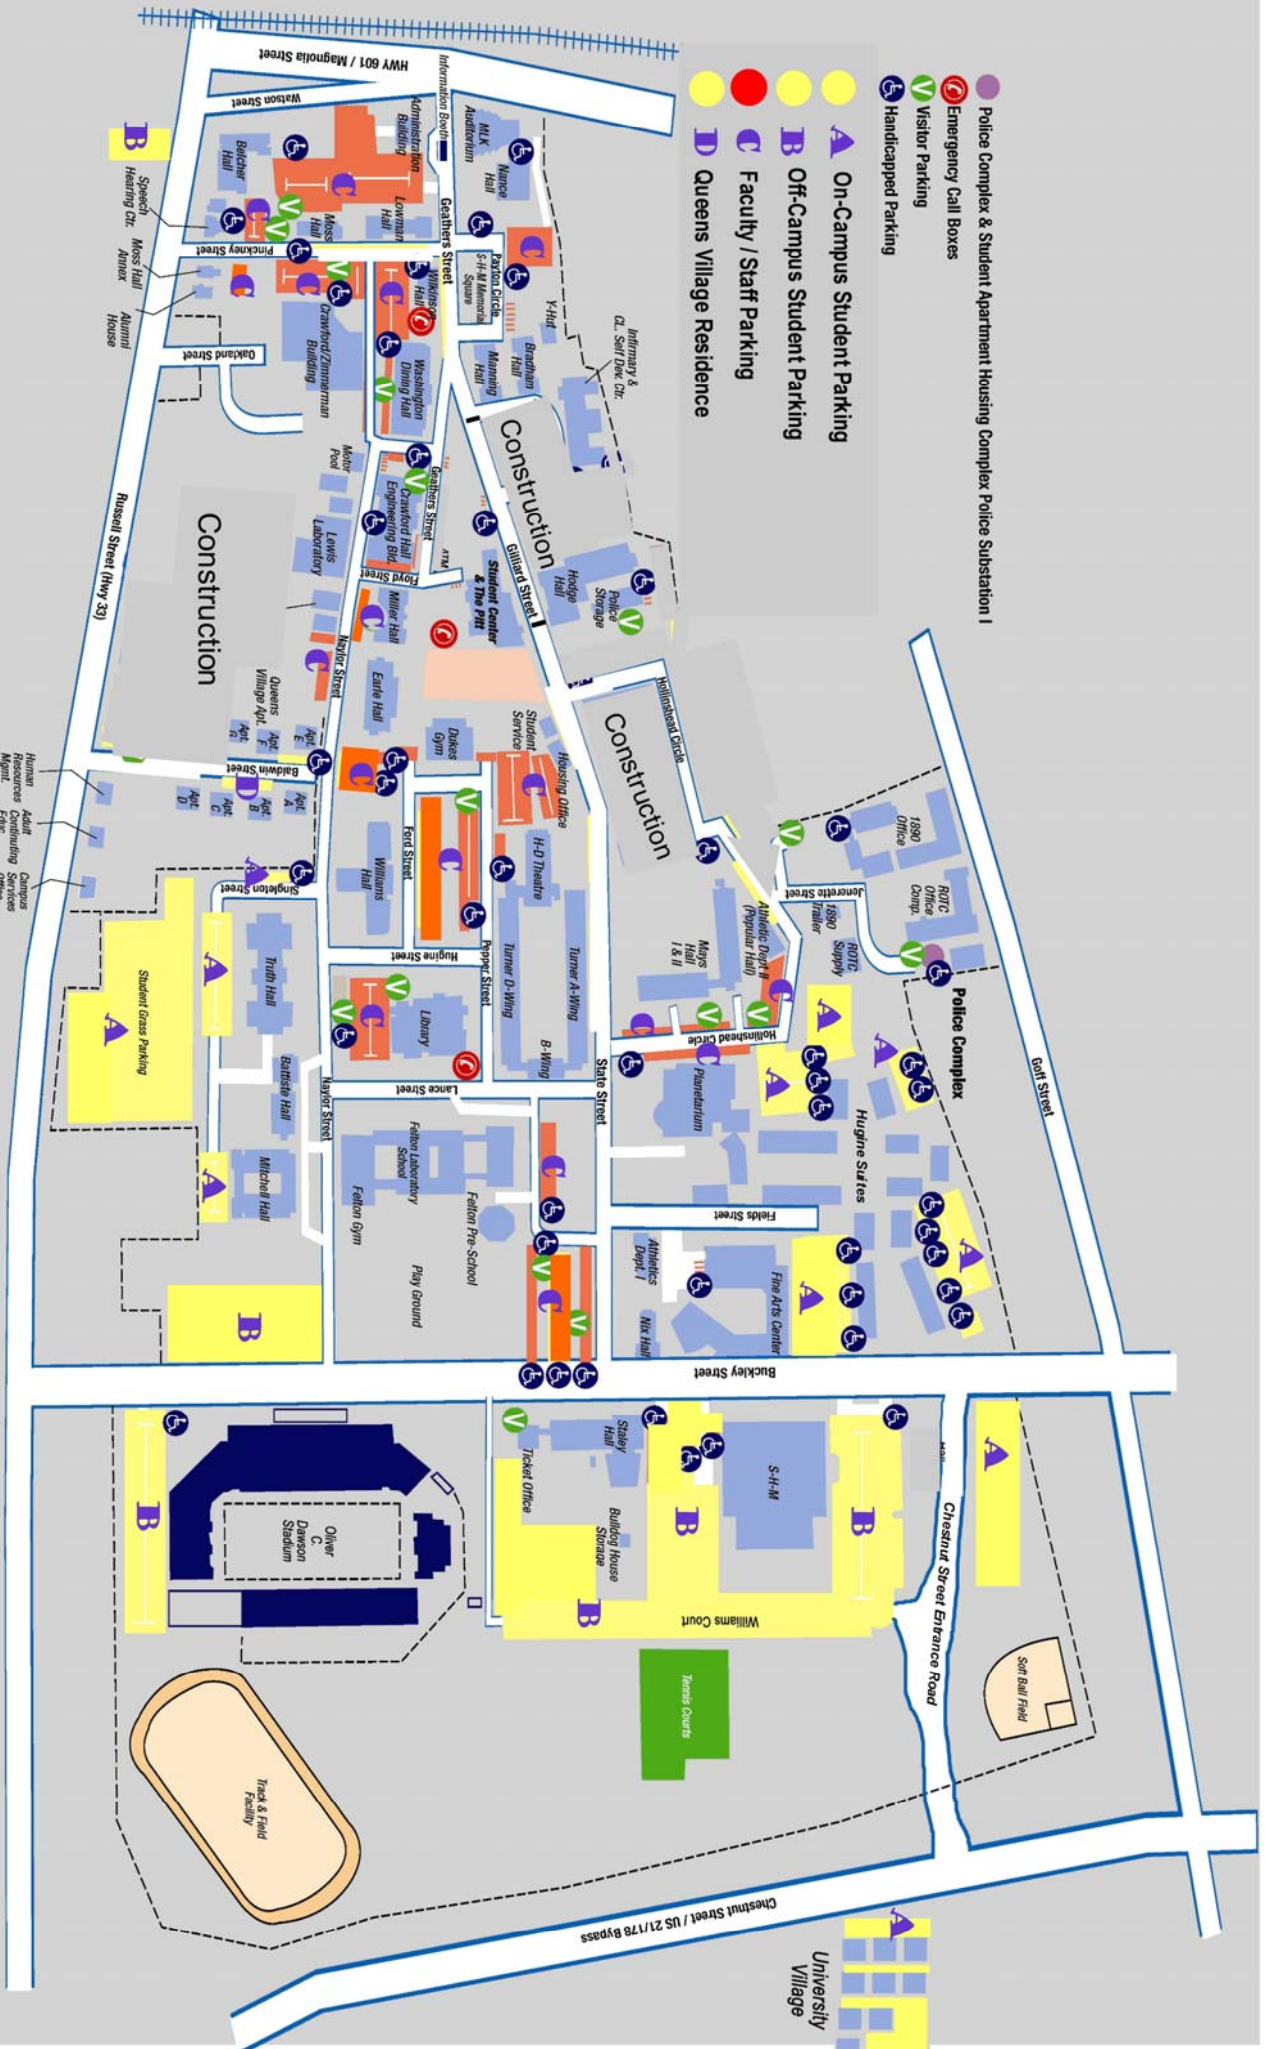 Police Complex & Student Apartment Housing Complex Police Substation I
Emergency Call Boxes
V Visitor Parking
Handicapped Parking
A On-Campus Student Parking
B Off-Campus Student Parking
C Faculty / Staff Parking
D Queens Village Residence
HWY 601 / Magnolia Street
Watson Street
Information Booth
Administration
Building
MLK
Auditorium
Nance
Hall
Belcher
Hall
Speech
Hearing Ctr.
Moss Hall
Annex
Alumni
House
Moss
Hall
Lowman
Hall
Geathers Street
Pinckney Street
Payton Circle
S-H-M Memorial
Square
Wilkinson
Hall
Y-Hut
Bradham
Hall
Manning
Hall
Infirmary &
CL. Self Dev. Ctr.
Crawford/Zimmerman
Building
Washington
Dining Hall
Oakland Street
Construction
Motor
Pool
Lewis
Laboratory
Crawford Hall
Engineering Bld.
Geathers Street
ATM
Floyd Street
Student Center
& The Pitt
Gilliard Street
Hodge
Hall
Police
Storage
Russell Street (Hwy 33)
Construction
Miller Hall
Naylor Street
Earle Hall
Queens
Village Apt.
Apt.
E
Apt.
F
Apt.
G
Baldwin Street
Apt.
A
Apt.
B
Apt.
C
Apt.
D
Human
Resources
Mgmt.
Adult
Continuing
Educ.
Campus
Services
Dukes
Gym
Student
Service
Housing Office
Construction
Hollinshead Circle
1890
Office
ROTC
Office
Comp.
Jenerette Street
1890
Trailer
ROTC
Supply
Police Complex
Goff Street
Athletic Dept II
(Popular Hall)
Mays
Hall
I & II
Hollinshead Circle
H-D Theatre
Ford Street
Williams
Hall
Singleton Street
Truth Hall
Student Grass Parking
Hugine Street
Pepper Street
Turner D-Wing
Turner A-Wing
B-Wing
State Street
Library
Lance Street
Naylor Street
Battiste Hall
Mitchell Hall
Felton Laboratory
School
Felton Gym
Felton Pre-School
Play Ground
Planetarium
Hugine Suites
Fields Street
Athletics
Dept. I
Nix Hall
Fine Arts Center
Buckley Street
Staley
Hall
Ticket Office
Bulldog House
Storage
S-H-M
Williams Court
Oliver
C.
Dawson
Stadium
Chestnut Street Entrance Road
Soft Ball Field
Tennis Courts
Track & Field
Facility
Chestnut Street / US 21/178 Bypass
University
Village